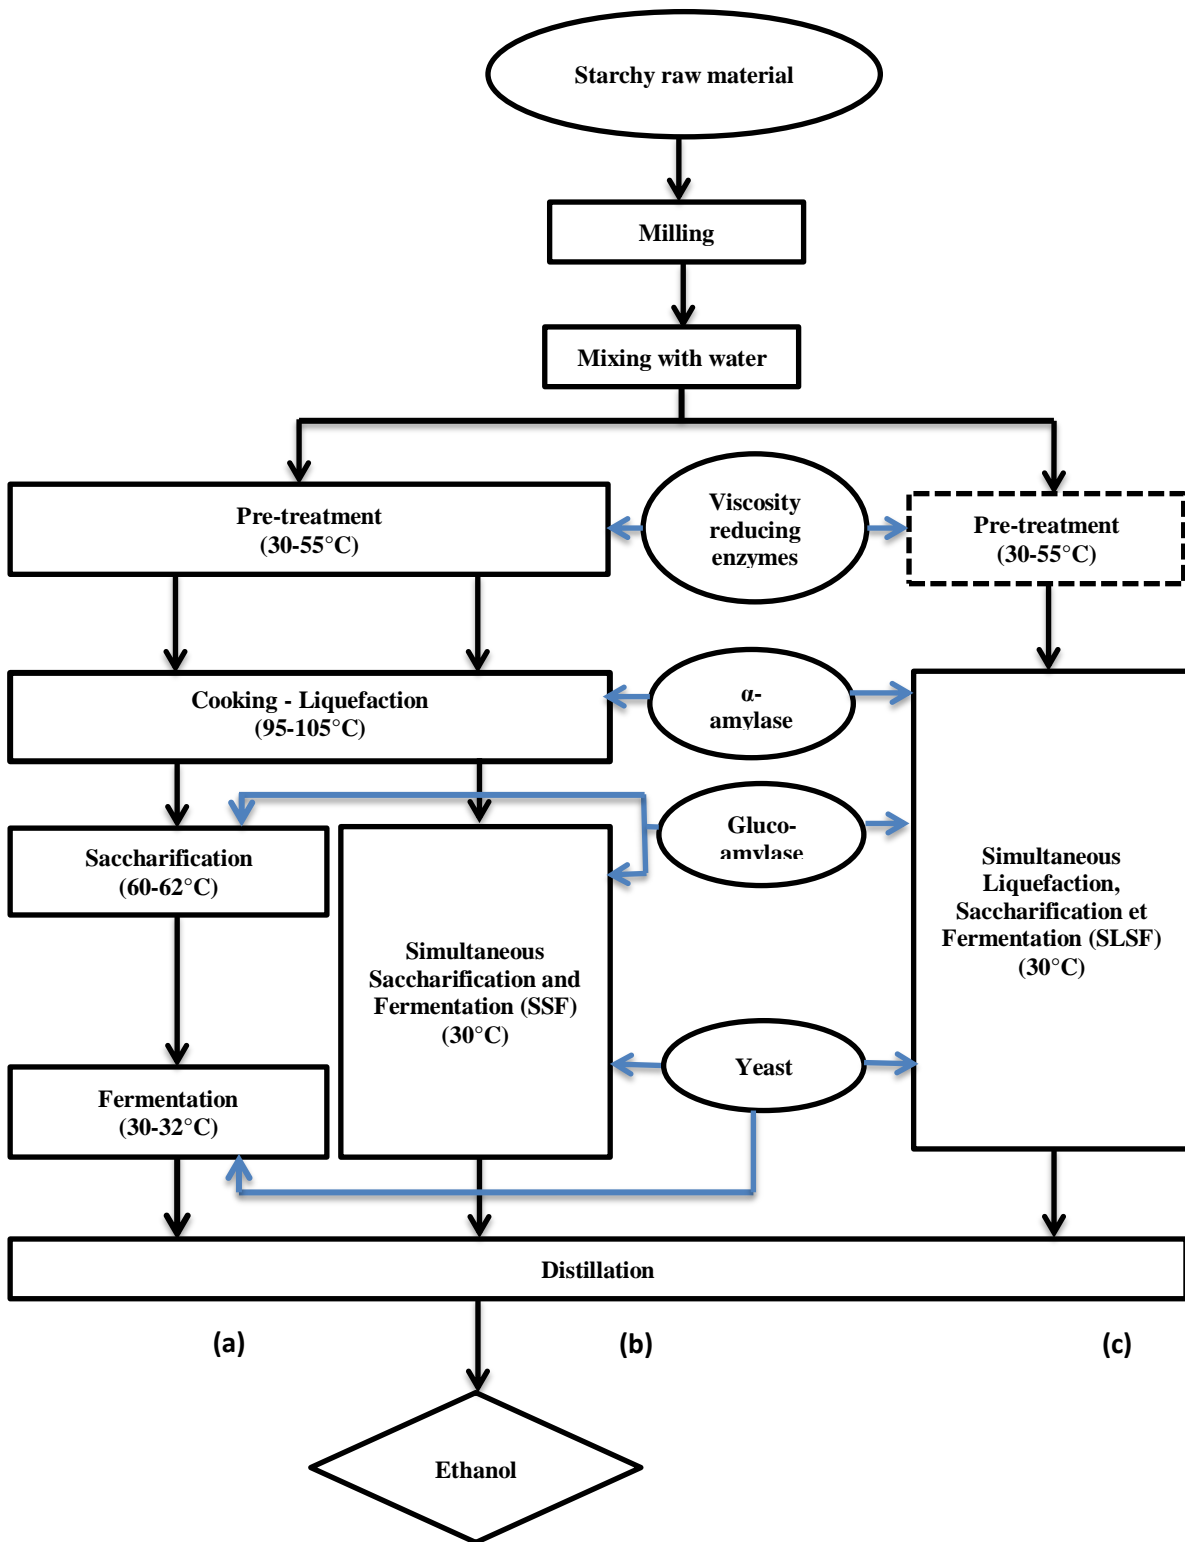 Starchy raw material
Milling
Mixing with water
Pre-treatment
(30-55°C)
Viscosity
reducing
enzymes
Pre-treatment
(30-55°C)
Cooking - Liquefaction
(95-105°C)
α-
amylase
Saccharification
(60-62°C)
Gluco-
amylase
Simultaneous
Saccharification and
Fermentation (SSF)
(30°C)
Simultaneous
Liquefaction,
Saccharification et
Fermentation (SLSF)
(30°C)
Fermentation
(30-32°C)
Yeast
Distillation
(a)
(b)
(c)
Ethanol